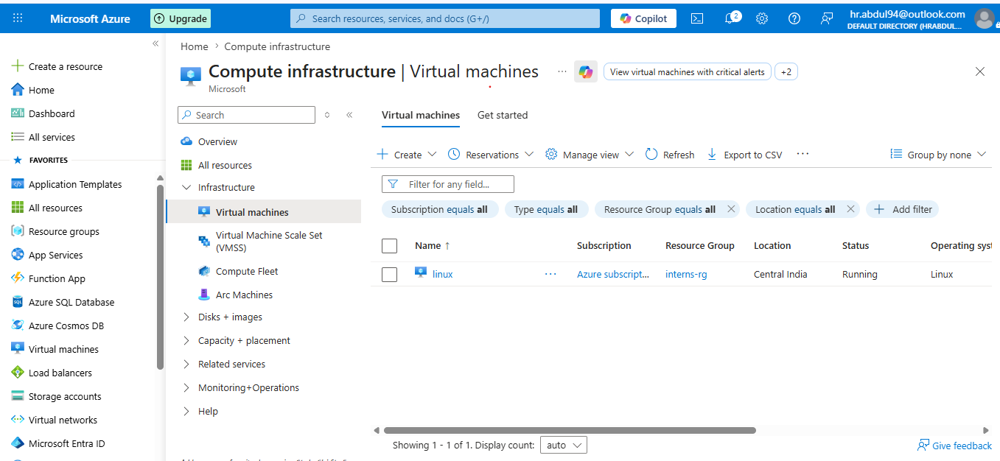 Microsoft Azure
Upgrade
Search resources, services, and docs (G+/)
Copilot
2
hr.abdul94@outlook.com
DEFAULT DIRECTORY (HRABDUL...
Create a resource
Home
Dashboard
All services
FAVORITES
Application Templates
All resources
Resource groups
App Services
Function App
Azure SQL Database
Azure Cosmos DB
Virtual machines
Load balancers
Storage accounts
Virtual networks
Microsoft Entra ID
Home > Compute infrastructure
Compute infrastructure | Virtual machines
Microsoft
View virtual machines with critical alerts
+2
Search
Overview
All resources
Infrastructure
Virtual machines
Virtual Machine Scale Set
(VMSS)
Compute Fleet
Arc Machines
Disks + images
Capacity + placement
Related services
Monitoring+Operations
Help
Virtual machines Get started
Create Reservations Manage view Refresh Export to CSV ... Group by none
Filter for any field...
Subscription equals all Type equals all Resource Group equals all Location equals all Add filter
Name ↑ Subscription Resource Group Location Status Operating syst
linux ... Azure subscript... interns-rg Central India Running Linux
Showing 1 - 1 of 1. Display count: auto
Give feedback